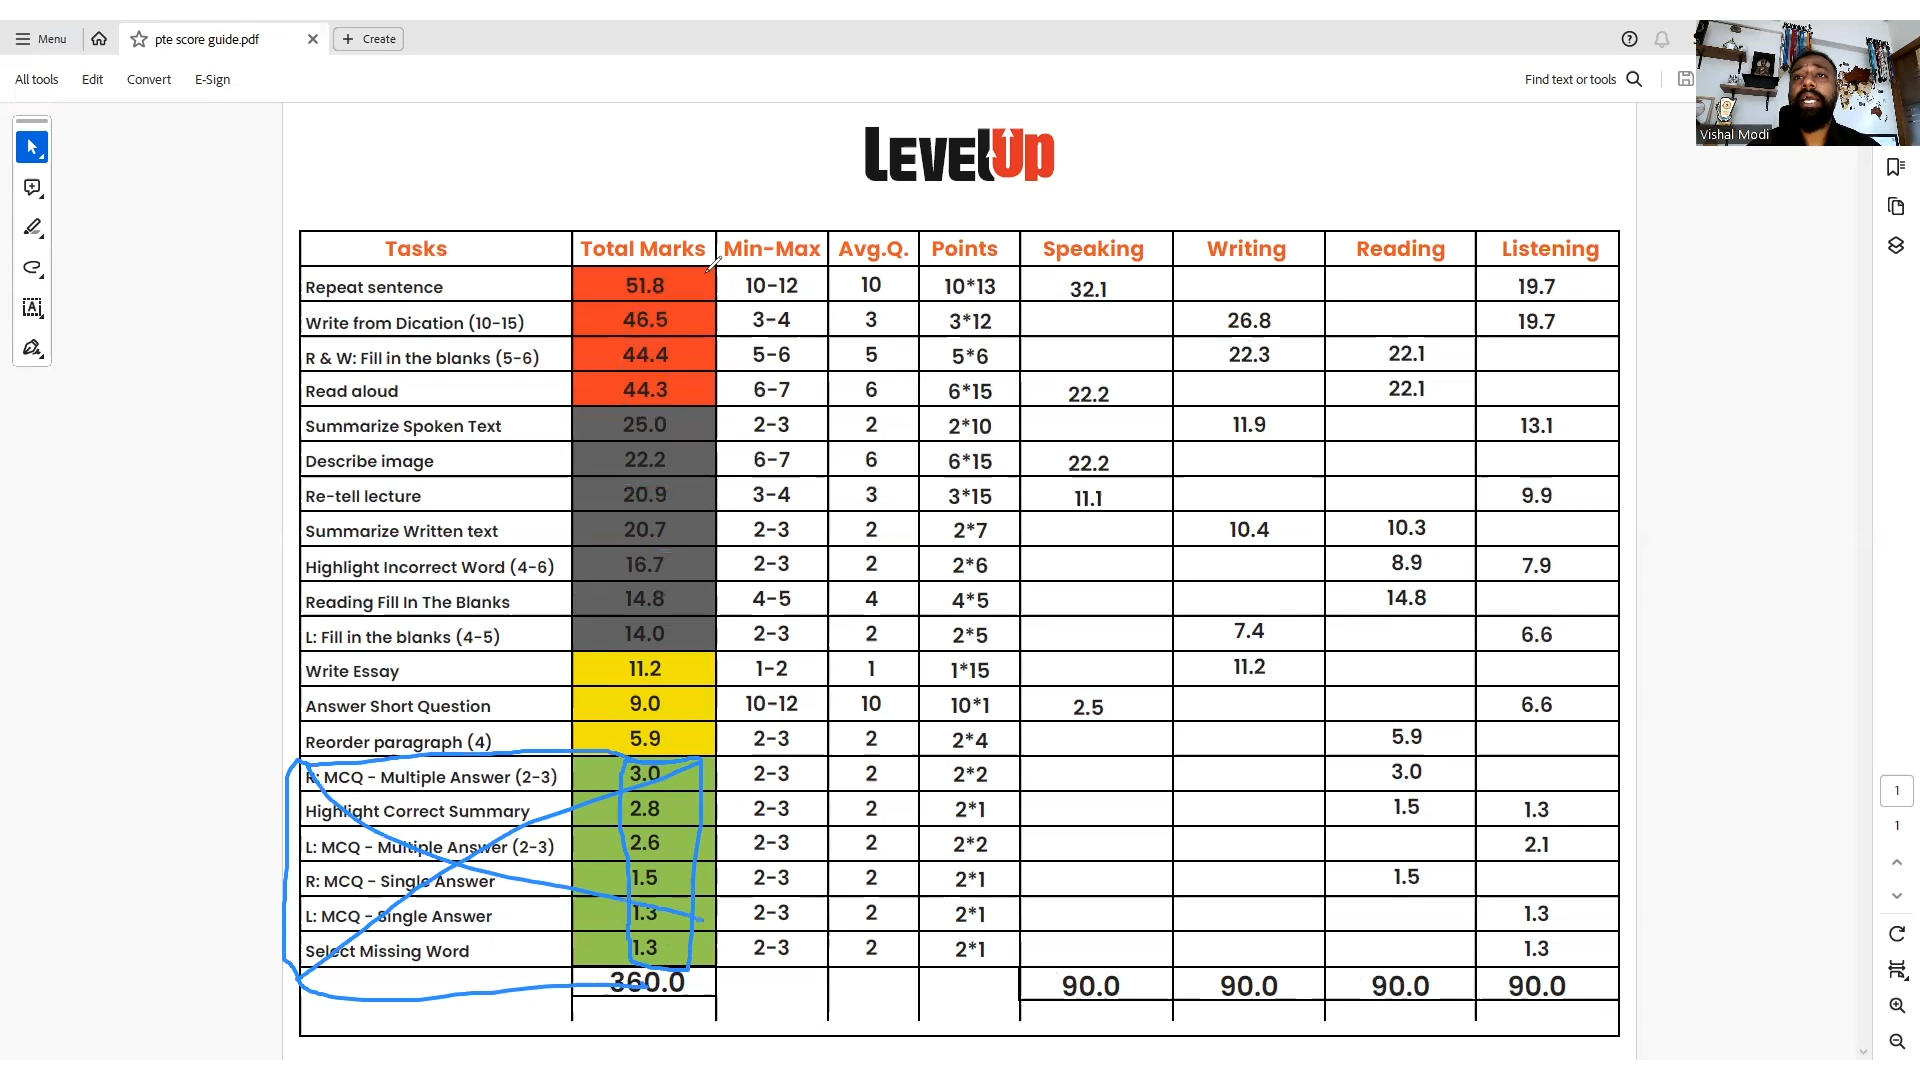 Menu pte score guide.pdf Create
All tools Edit Convert E-Sign Find text or tools
Vishal Modi
LevelUp
Tasks Total Marks Min-Max Avg.Q. Points Speaking Writing Reading Listening
Repeat sentence 51.8 10-12 10 10*13 32.1 19.7
Write from Dication (10-15) 46.5 3-4 3 3*12 26.8 19.7
R & W: Fill in the blanks (5-6) 44.4 5-6 5 5*6 22.3 22.1
Read aloud 44.3 6-7 6 6*15 22.2 22.1
Summarize Spoken Text 25.0 2-3 2 2*10 11.9 13.1
Describe image 22.2 6-7 6 6*15 22.2
Re-tell lecture 20.9 3-4 3 3*15 11.1 9.9
Summarize Written text 20.7 2-3 2 2*7 10.4 10.3
Highlight Incorrect Word (4-6) 16.7 2-3 2 2*6 8.9 7.9
Reading Fill In The Blanks 14.8 4-5 4 4*5 14.8
L: Fill in the blanks (4-5) 14.0 2-3 2 2*5 7.4 6.6
Write Essay 11.2 1-2 1 1*15 11.2
Answer Short Question 9.0 10-12 10 10*1 2.5 6.6
Reorder paragraph (4) 5.9 2-3 2 2*4 5.9
R: MCQ - Multiple Answer (2-3) 3.0 2-3 2 2*2 3.0
Highlight Correct Summary 2.8 2-3 2 2*1 1.5 1.3
L: MCQ - Multiple Answer (2-3) 2.6 2-3 2 2*2 2.1
R: MCQ - Single Answer 1.5 2-3 2 2*1 1.5
L: MCQ - Single Answer 1.3 2-3 2 2*1 1.3
Select Missing Word 1.3 2-3 2 2*1 1.3
360.0 90.0 90.0 90.0 90.0
1
1